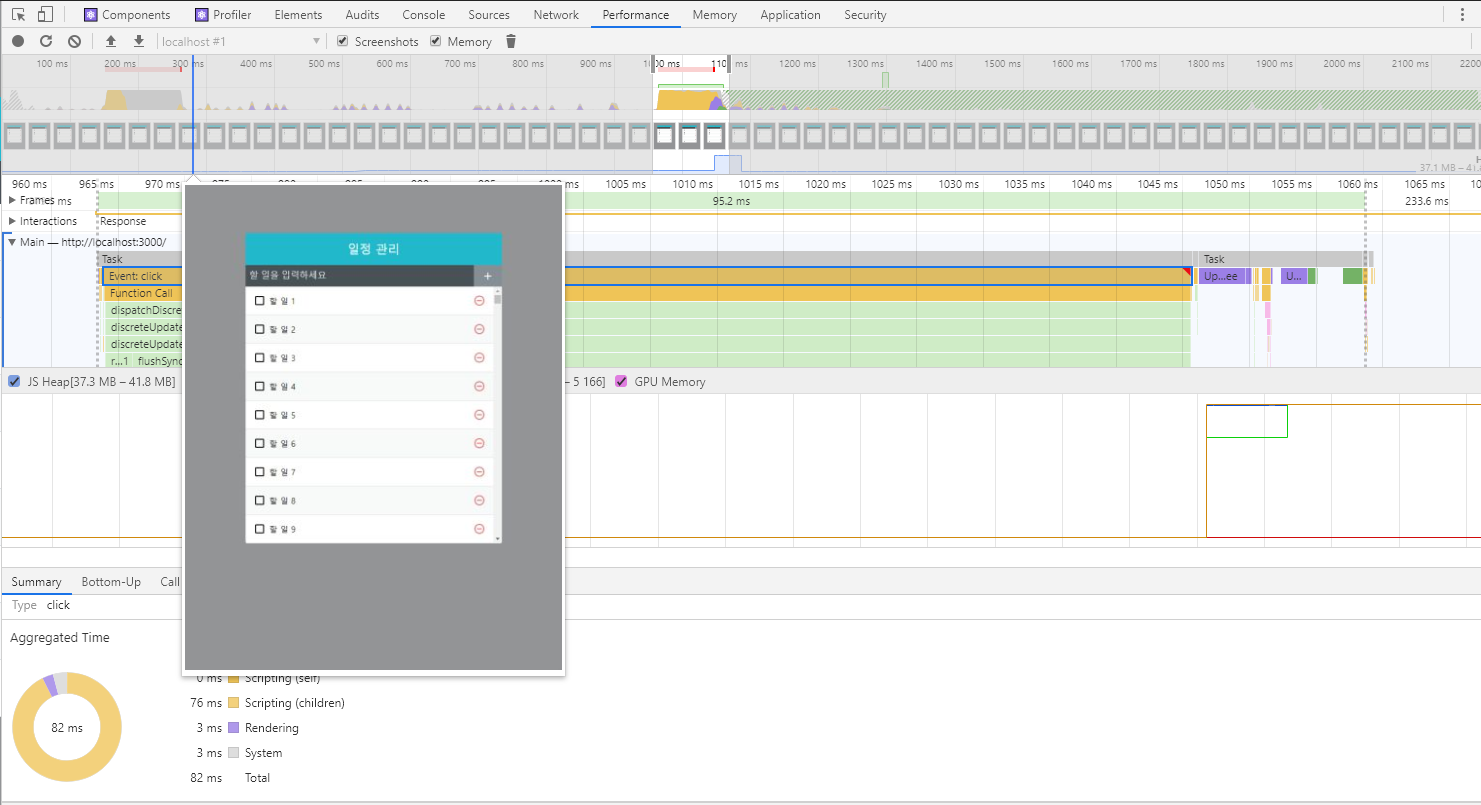 Components Profiler Elements Audits Console Sources Network Performance Memory Application Security
localhost #1 Screenshots Memory
100 ms 200 ms 300 ms 400 ms 500 ms 600 ms 700 ms 800 ms 900 ms 1200 ms 1300 ms 1400 ms 1500 ms 1600 ms 1700 ms 1800 ms 1900 ms 2000 ms 2100 ms 2200
37.1 MB – 41.
960 ms 965 ms 970 ms 1005 ms 1010 ms 1015 ms 1020 ms 1025 ms 1030 ms 1035 ms 1040 ms 1045 ms 1050 ms 1055 ms 1060 ms 1065 ms
Frames ms 95.2 ms 233.6 ms
Interactions Response
Main — http://localhost:3000/
Task Task
Event: click Up...ee U...
Function Call
dispatchDiscre
discreteUpdate
discreteUpdate
r...1 flushSync
일정 관리
할 일을 입력하세요 +
할 일 1
할 일 2
할 일 3
할 일 4
할 일 5
할 일 6
할 일 7
할 일 8
할 일 9
JS Heap[37.3 MB – 41.8 MB] – 5 166] GPU Memory
Summary Bottom-Up Call
Type click
Aggregated Time
82 ms
0 ms Scripting (self)
76 ms Scripting (children)
3 ms Rendering
3 ms System
82 ms Total